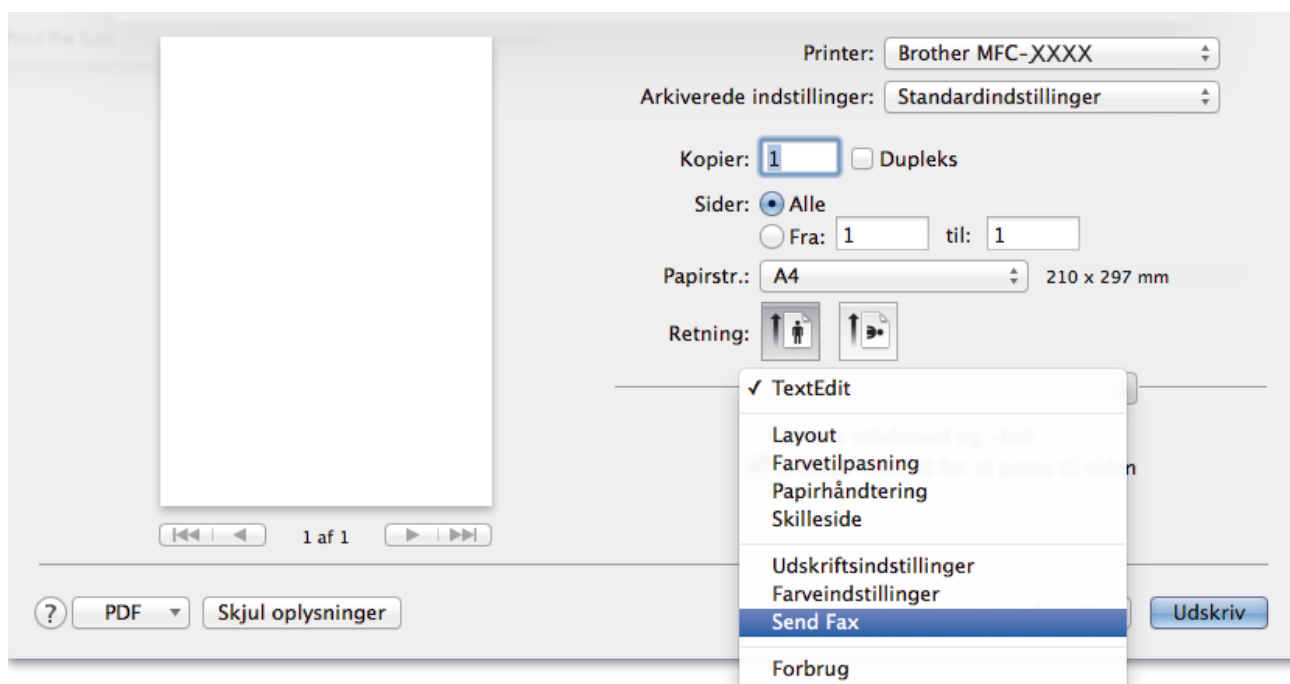 Printer: Brother MFC-XXXX
Arkiverede indstillinger: Standardindstillinger
Kopier: 1 Dupleks
Sider: Alle
Fra: 1 til: 1
Papirstr.: A4 210 x 297 mm
Retning:
✓ TextEdit
Layout
Farvetilpasning
Papirhåndtering
Skilleside
1 af 1
Udskriftsindstillinger
Farveindstillinger
? PDF Skjul oplysninger Send Fax Udskriv
Forbrug